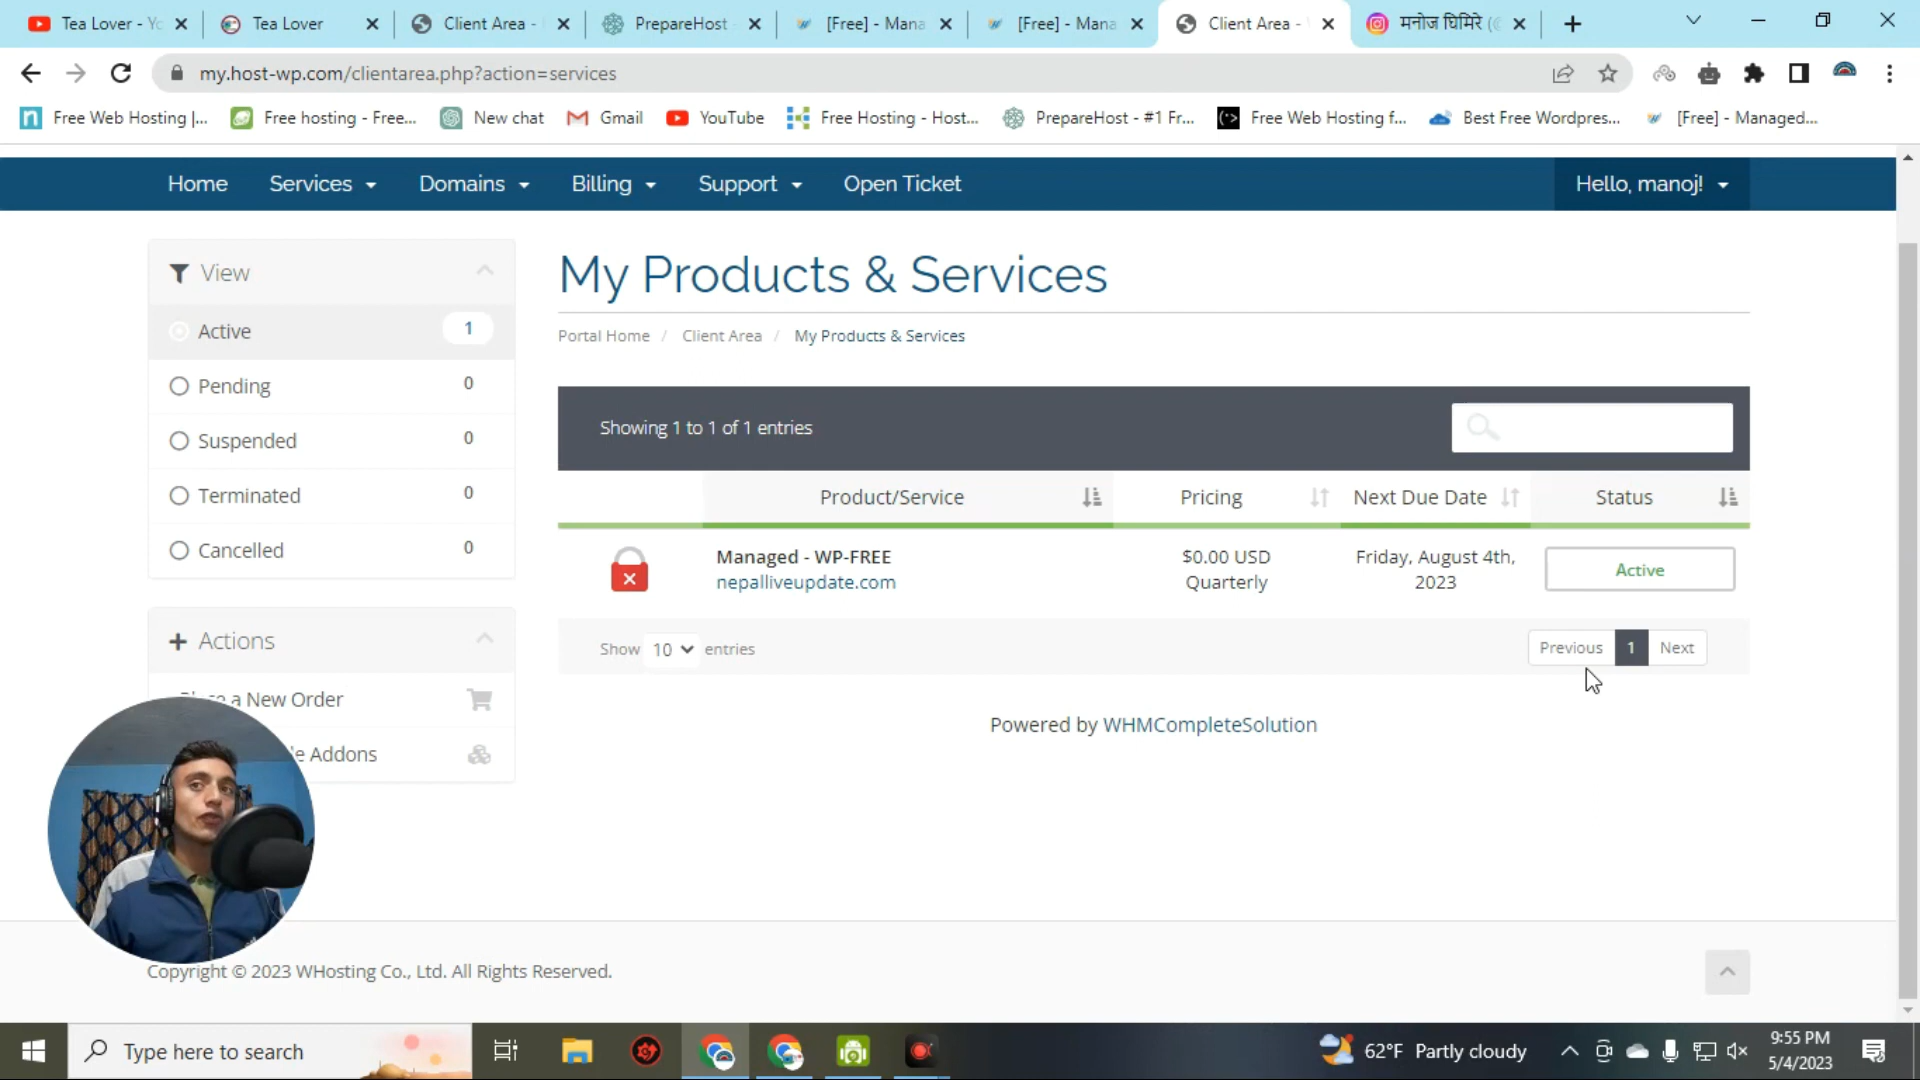 Tea Lover - Yo
Tea Lover
Client Area -
PrepareHost -
[Free] - Mana
[Free] - Mana
Client Area -
मनोज घिमिरे (
my.host-wp.com/clientarea.php?action=services
Free Web Hosting |...
Free hosting - Free...
New chat
Gmail
YouTube
Free Hosting - Host...
PrepareHost - #1 Fr...
Free Web Hosting f...
Best Free Wordpres...
[Free] - Managed...
Home
Services
Domains
Billing
Support
Open Ticket
Hello, manoj!
View
Active 1
Pending 0
Suspended 0
Terminated 0
Cancelled 0
Actions
a New Order
Addons
My Products & Services
Portal Home / Client Area / My Products & Services
Showing 1 to 1 of 1 entries
Product/Service Pricing Next Due Date Status
Managed - WP-FREE
nepalliveupdate.com
$0.00 USD
Quarterly
Friday, August 4th,
2023
Active
Show 10 entries
Previous 1 Next
Powered by WHMCompleteSolution
Copyright © 2023 WHosting Co., Ltd. All Rights Reserved.
Type here to search
62°F Partly cloudy
9:55 PM
5/4/2023